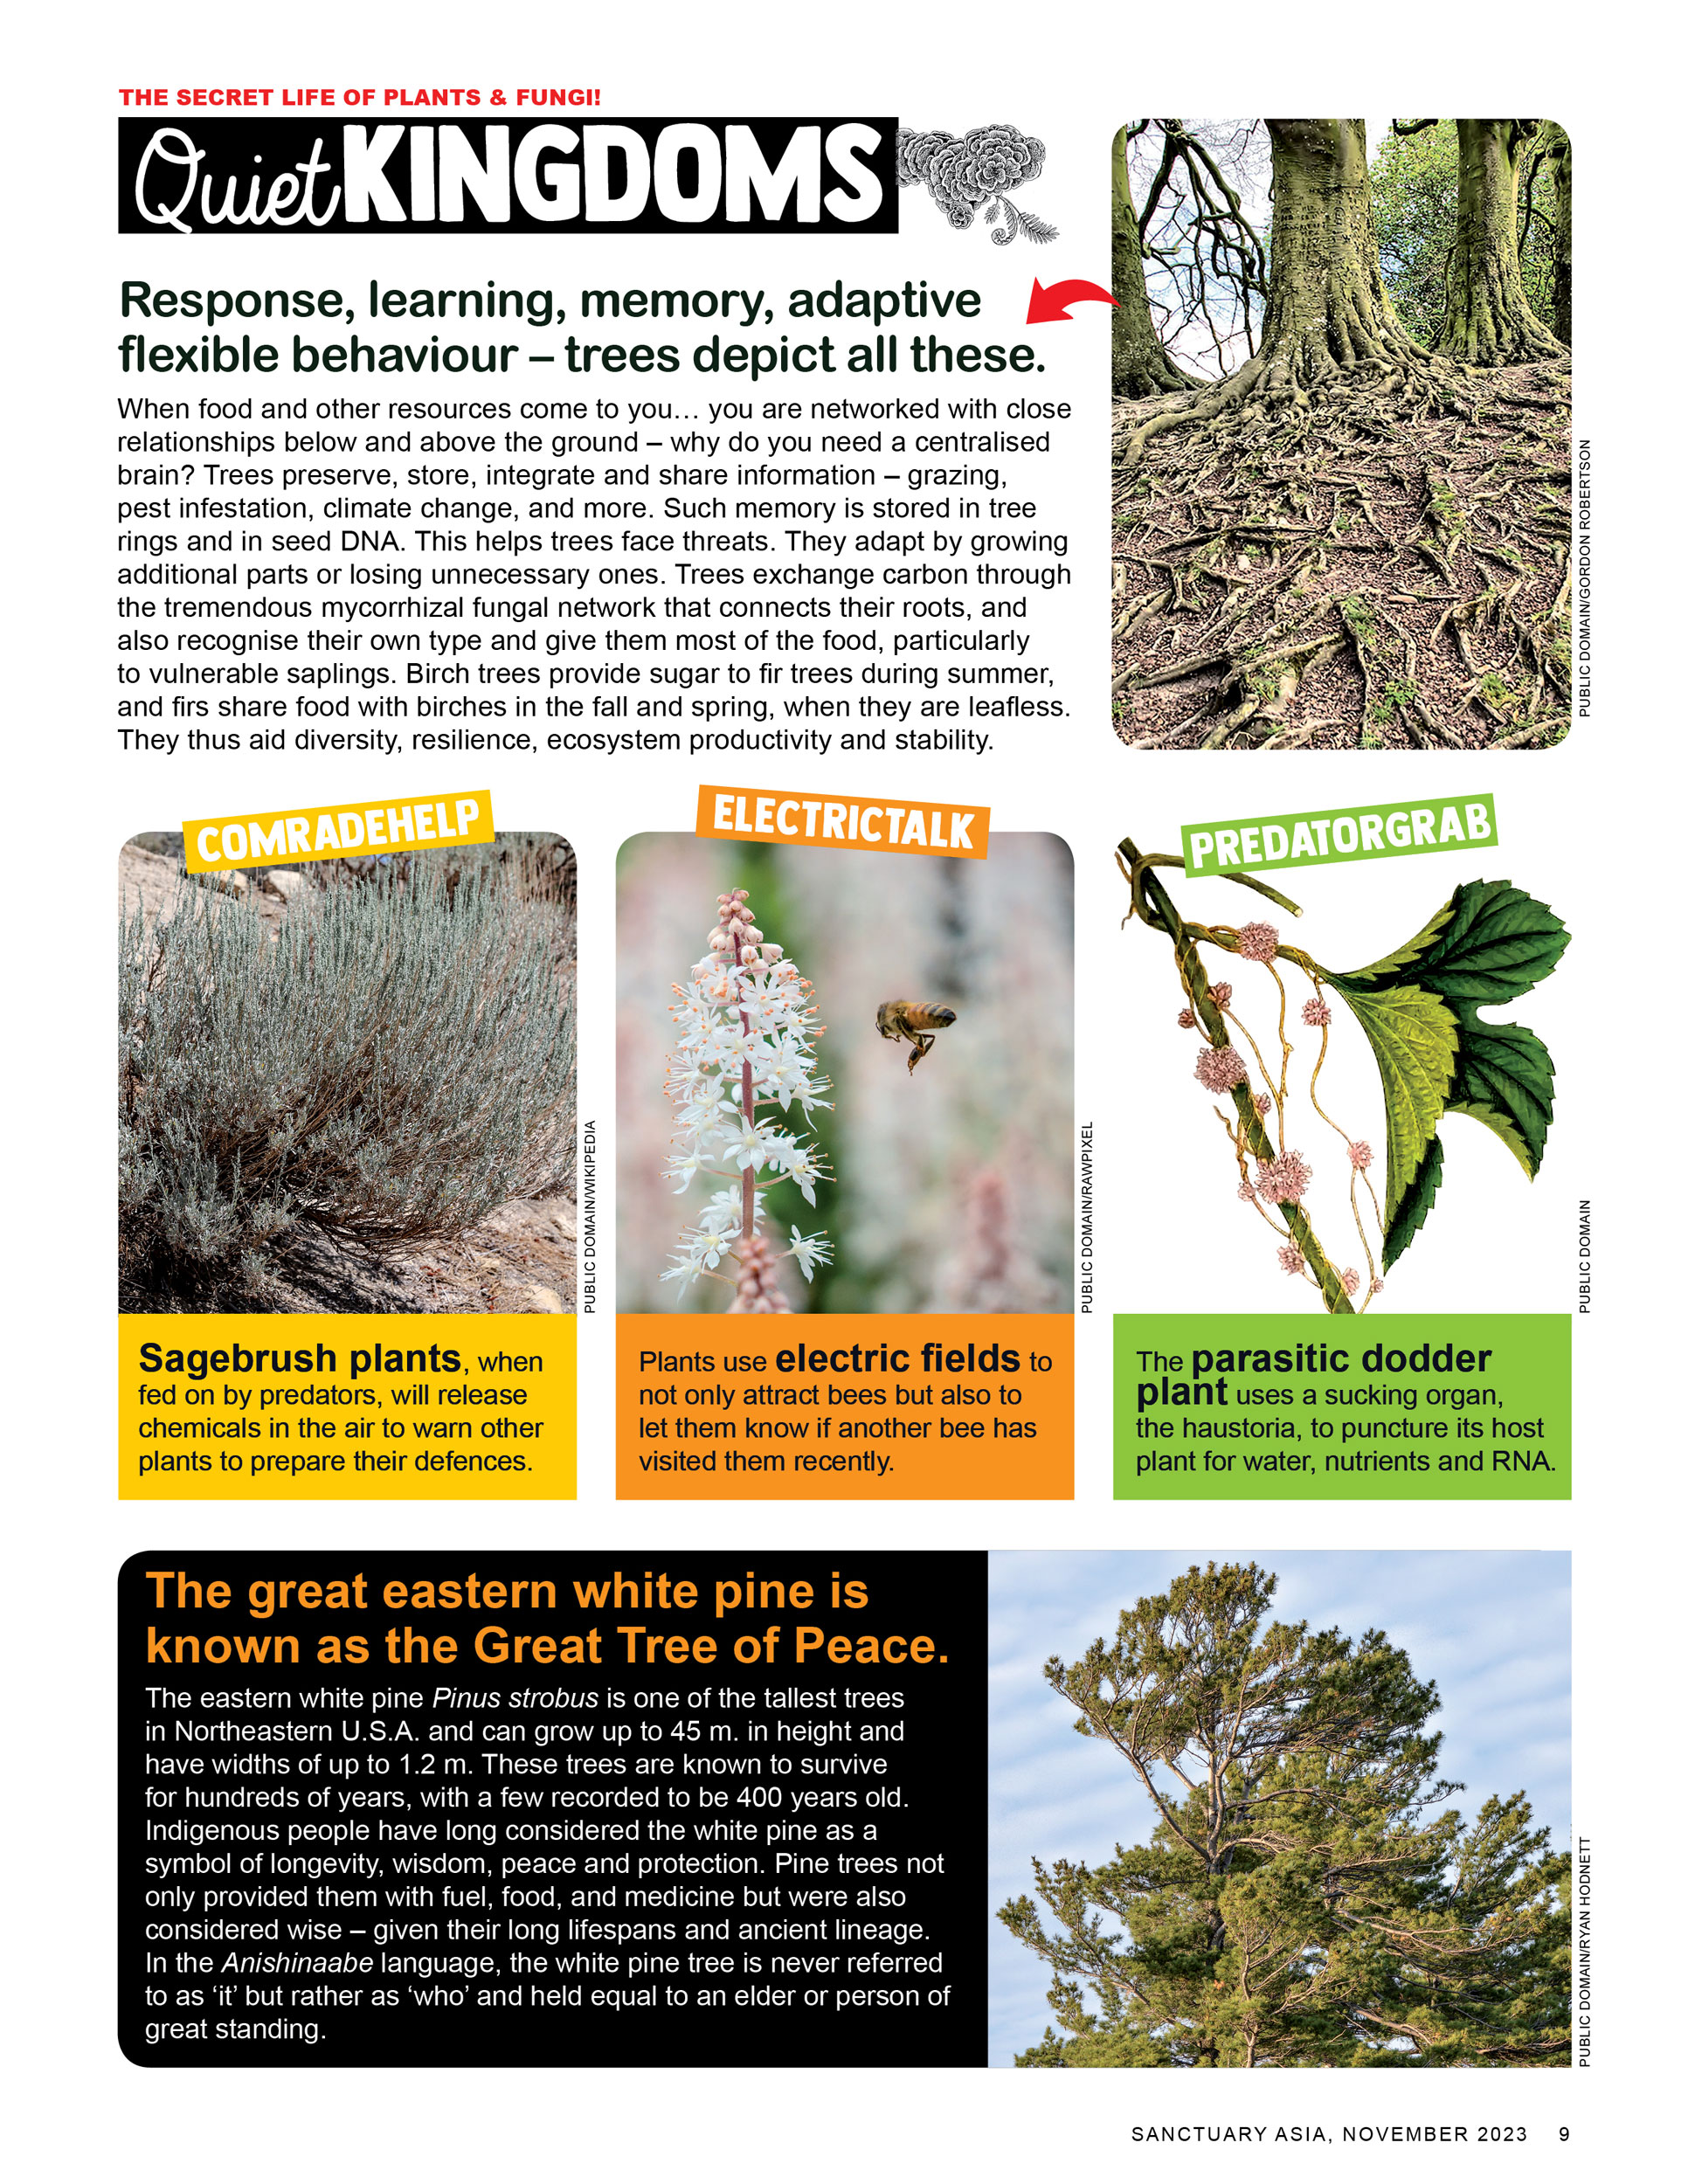 THE SECRET LIFE OF PLANTS & FUNGI!
Quiet KINGDOMS
Response, learning, memory, adaptive
flexible behaviour – trees depict all these.
When food and other resources come to you… you are networked with close
relationships below and above the ground – why do you need a centralised
brain? Trees preserve, store, integrate and share information – grazing,
pest infestation, climate change, and more. Such memory is stored in tree
rings and in seed DNA. This helps trees face threats. They adapt by growing
additional parts or losing unnecessary ones. Trees exchange carbon through
the tremendous mycorrhizal fungal network that connects their roots, and
also recognise their own type and give them most of the food, particularly
to vulnerable saplings. Birch trees provide sugar to fir trees during summer,
and firs share food with birches in the fall and spring, when they are leafless.
They thus aid diversity, resilience, ecosystem productivity and stability.
PUBLIC DOMAIN/GORDON ROBERTSON
COMRADEHELP
PUBLIC DOMAIN/WIKIPEDIA
Sagebrush plants, when
fed on by predators, will release
chemicals in the air to warn other
plants to prepare their defences.
ELECTRICTALK
PUBLIC DOMAIN/RAWPIXEL
Plants use electric fields to
not only attract bees but also to
let them know if another bee has
visited them recently.
PREDATORGRAB
PUBLIC DOMAIN
The parasitic dodder
plant uses a sucking organ,
the haustoria, to puncture its host
plant for water, nutrients and RNA.
The great eastern white pine is
known as the Great Tree of Peace.
The eastern white pine Pinus strobus is one of the tallest trees
in Northeastern U.S.A. and can grow up to 45 m. in height and
have widths of up to 1.2 m. These trees are known to survive
for hundreds of years, with a few recorded to be 400 years old.
Indigenous people have long considered the white pine as a
symbol of longevity, wisdom, peace and protection. Pine trees not
only provided them with fuel, food, and medicine but were also
considered wise – given their long lifespans and ancient lineage.
In the Anishinaabe language, the white pine tree is never referred
to as ‘it’ but rather as ‘who’ and held equal to an elder or person of
great standing.
PUBLIC DOMAIN/RYAN HODNETT
SANCTUARY ASIA, NOVEMBER 2023 9